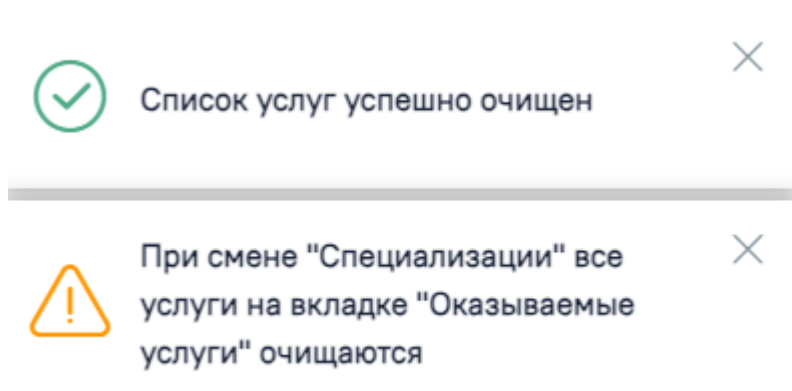 Список услуг успешно очищен
При смене "Специализации" все
услуги на вкладке "Оказываемые
услуги" очищаются